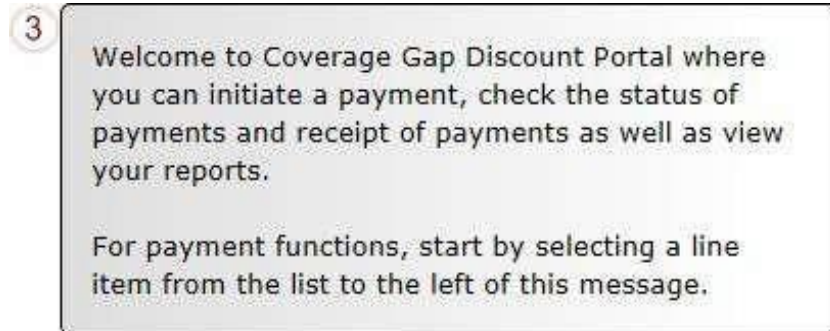 3
Welcome to Coverage Gap Discount Portal where
you can initiate a payment, check the status of
payments and receipt of payments as well as view
your reports.
For payment functions, start by selecting a line
item from the list to the left of this message.